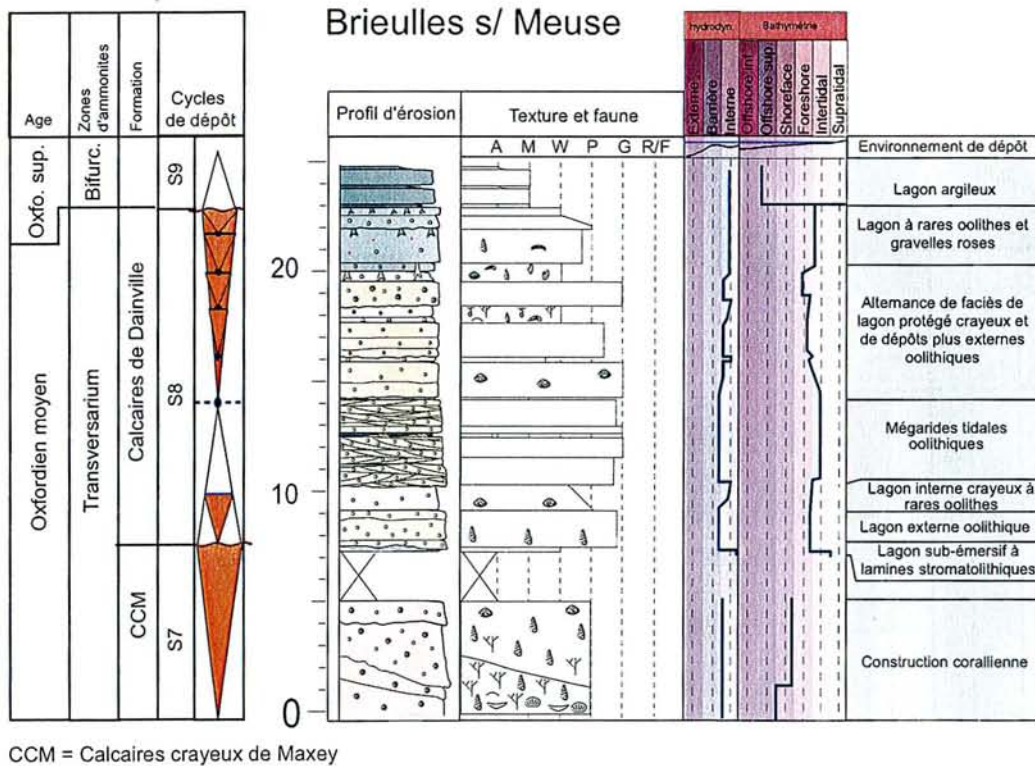 Brieulles s/ Meuse
Age
Zones
d'ammonites
Formation
Cycles
de dépôt
Profil d'érosion
Texture et faune
A M W P G R/F
hydrodyn.
Bathymétrie
Externe
Barrière
Interne
Offshore inf.
Offshore sup.
Shoreface
Foreshore
Intertidal
Supratidal
Environnement de dépôt
Oxfo. sup.
Oxfordien moyen
Bifurc.
Transversarium
Calcaires de Dainville
CCM
S9
S8
S7
20
10
0
Lagon argileux
Lagon à rares oolithes et
gravelles roses
Alternance de faciès de
lagon protégé crayeux et
de dépôts plus externes
oolithiques
Mégarides tidales
oolithiques
Lagon interne crayeux à
rares oolithes
Lagon externe oolithique
Lagon sub-émersif à
lamines stromatolithiques
Construction corallienne
CCM = Calcaires crayeux de Maxey